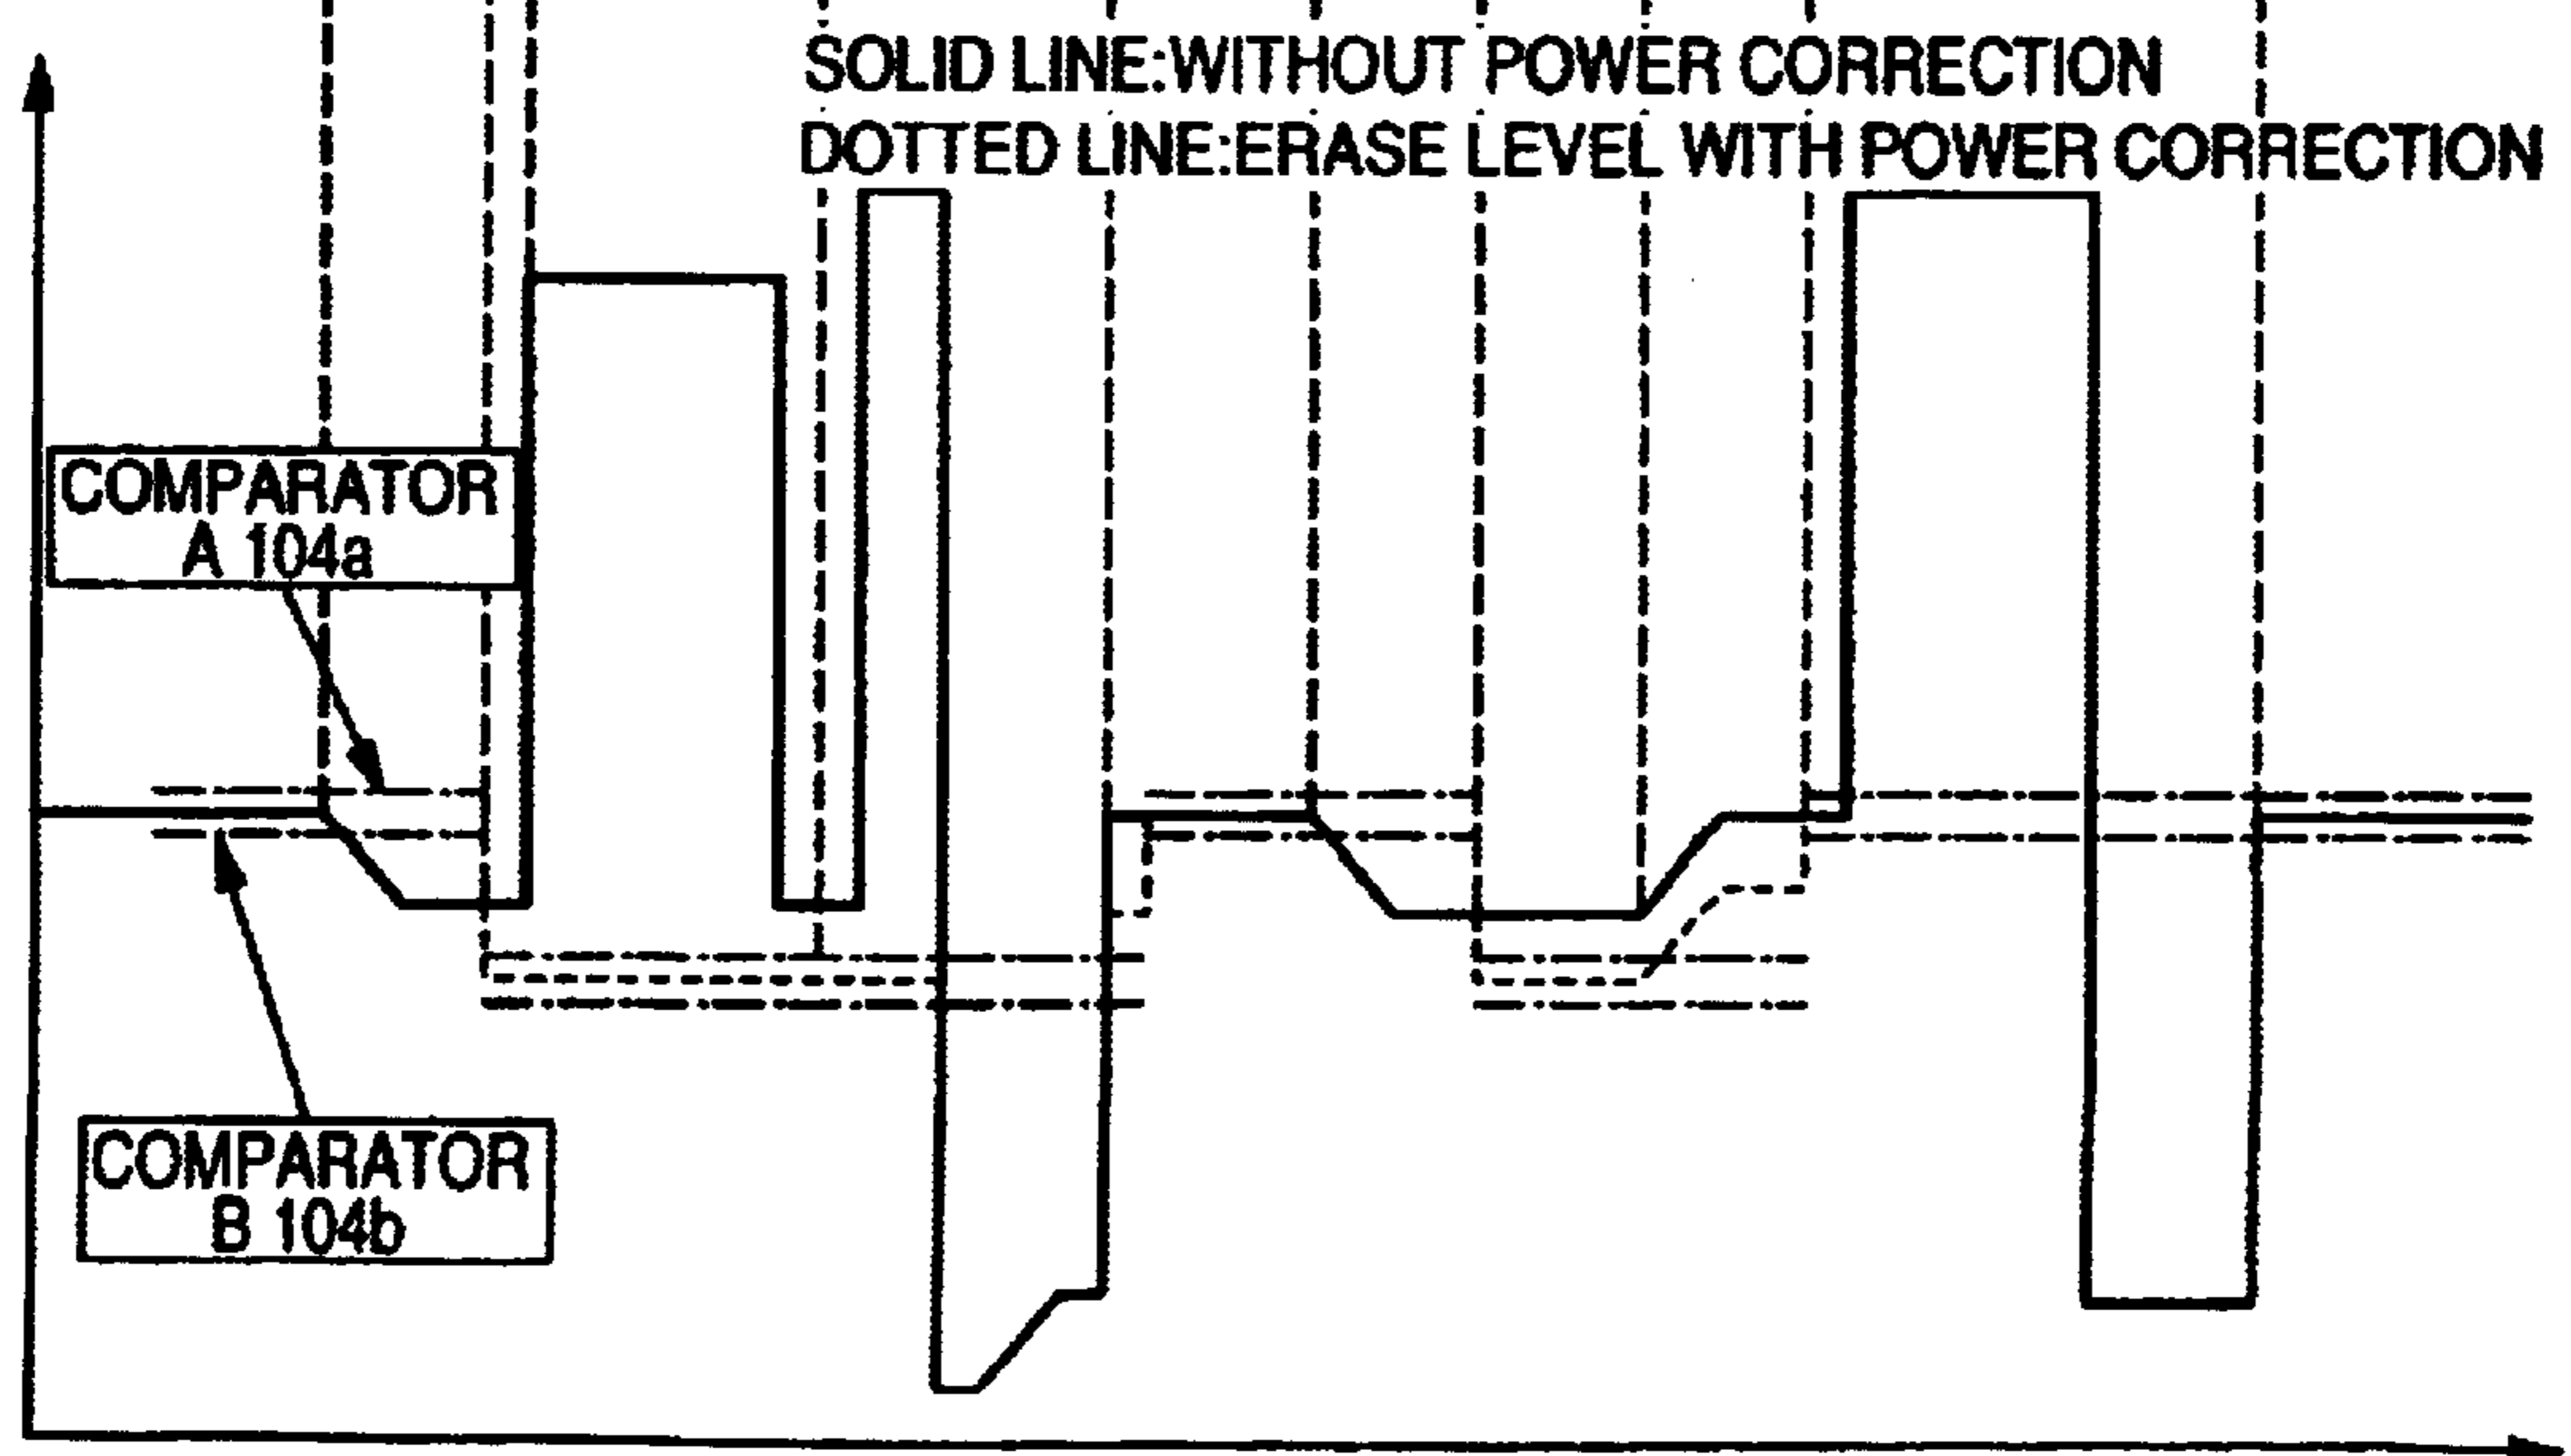 SOLID LINE:WITHOUT POWER CORRECTION
DOTTED LINE:ERASE LEVEL WITH POWER CORRECTION
COMPARATOR
A 104a
COMPARATOR
B 104b